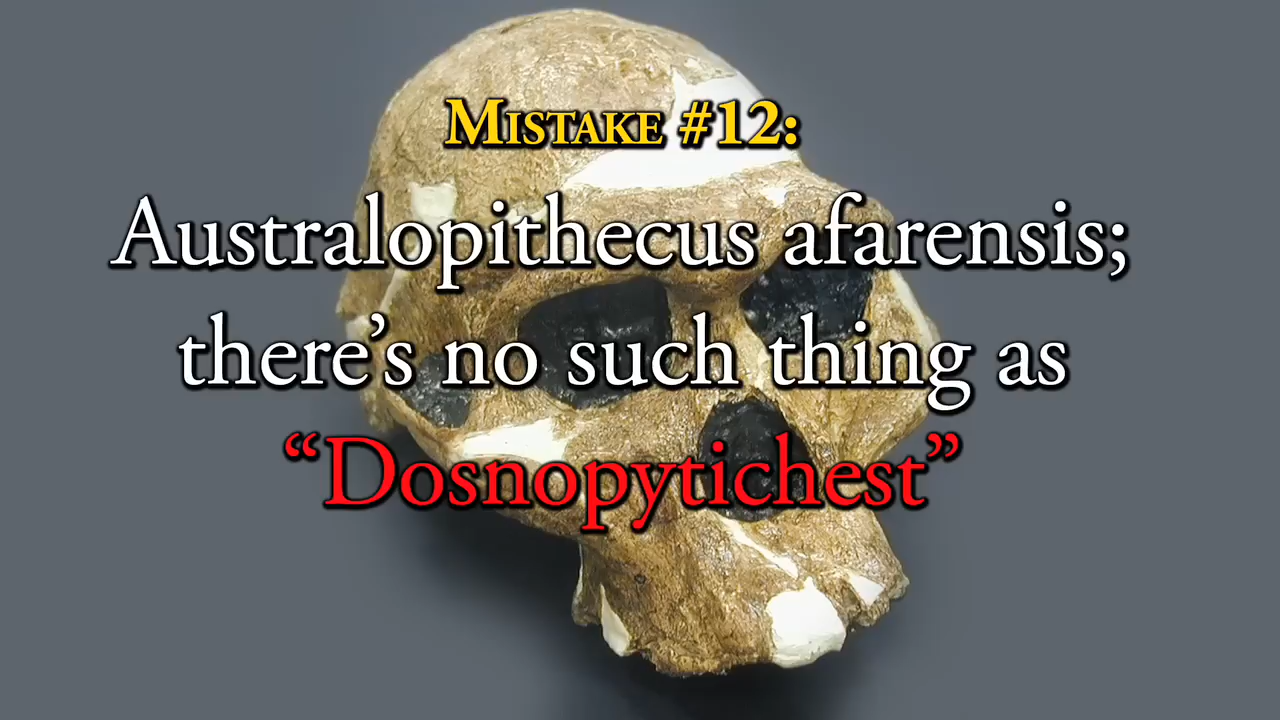 Mistake #12:
Australopithecus afarensis;
there's no such thing as
“Dosnopytichest”